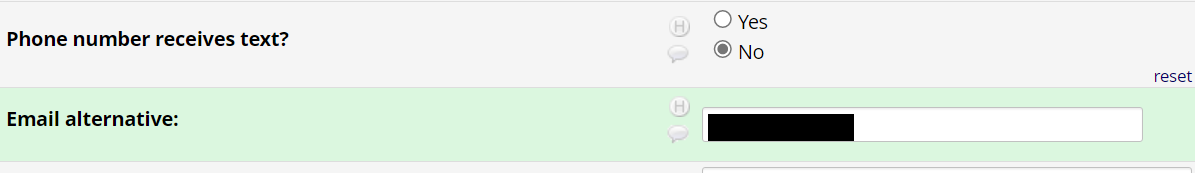 Phone number receives text?
H
Yes
No
reset
Email alternative:
H